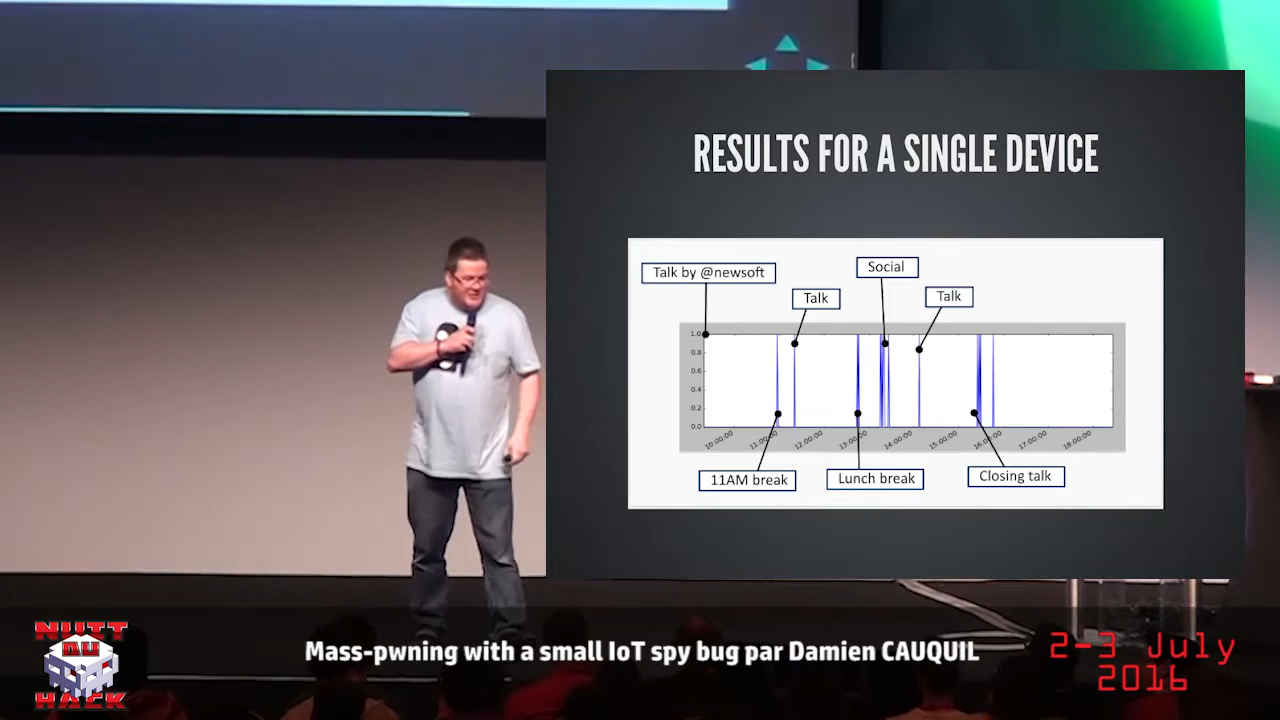 RESULTS FOR A SINGLE DEVICE
Talk by @newsoft
Social
Talk
Talk
1.0
0.8
0.6
0.4
0.2
0.0
10:00:00
11:00:00
12:00:00
13:00:00
14:00:00
15:00:00
16:00:00
17:00:00
18:00:00
11AM break
Lunch break
Closing talk
NUIT
DU
HACK
Mass-pwning with a small IoT spy bug par Damien CAUQUIL
2-3 July
2016